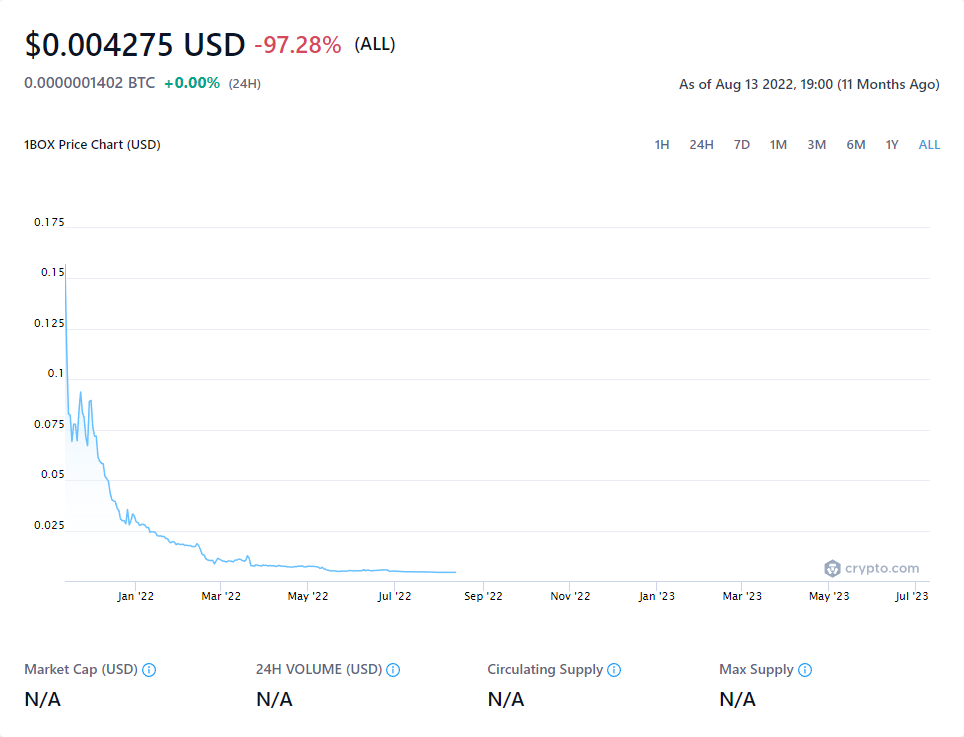 $0.004275 USD -97.28% (ALL)
0.0000001402 BTC +0.00% (24H)
As of Aug 13 2022, 19:00 (11 Months Ago)
1BOX Price Chart (USD)
1H 24H 7D 1M 3M 6M 1Y ALL
0.175
0.15
0.125
0.1
0.075
0.05
0.025
crypto.com
Jan '22 Mar '22 May '22 Jul '22 Sep '22 Nov '22 Jan '23 Mar '23 May '23 Jul '23
Market Cap (USD) 24H VOLUME (USD) Circulating Supply Max Supply
N/A N/A N/A N/A